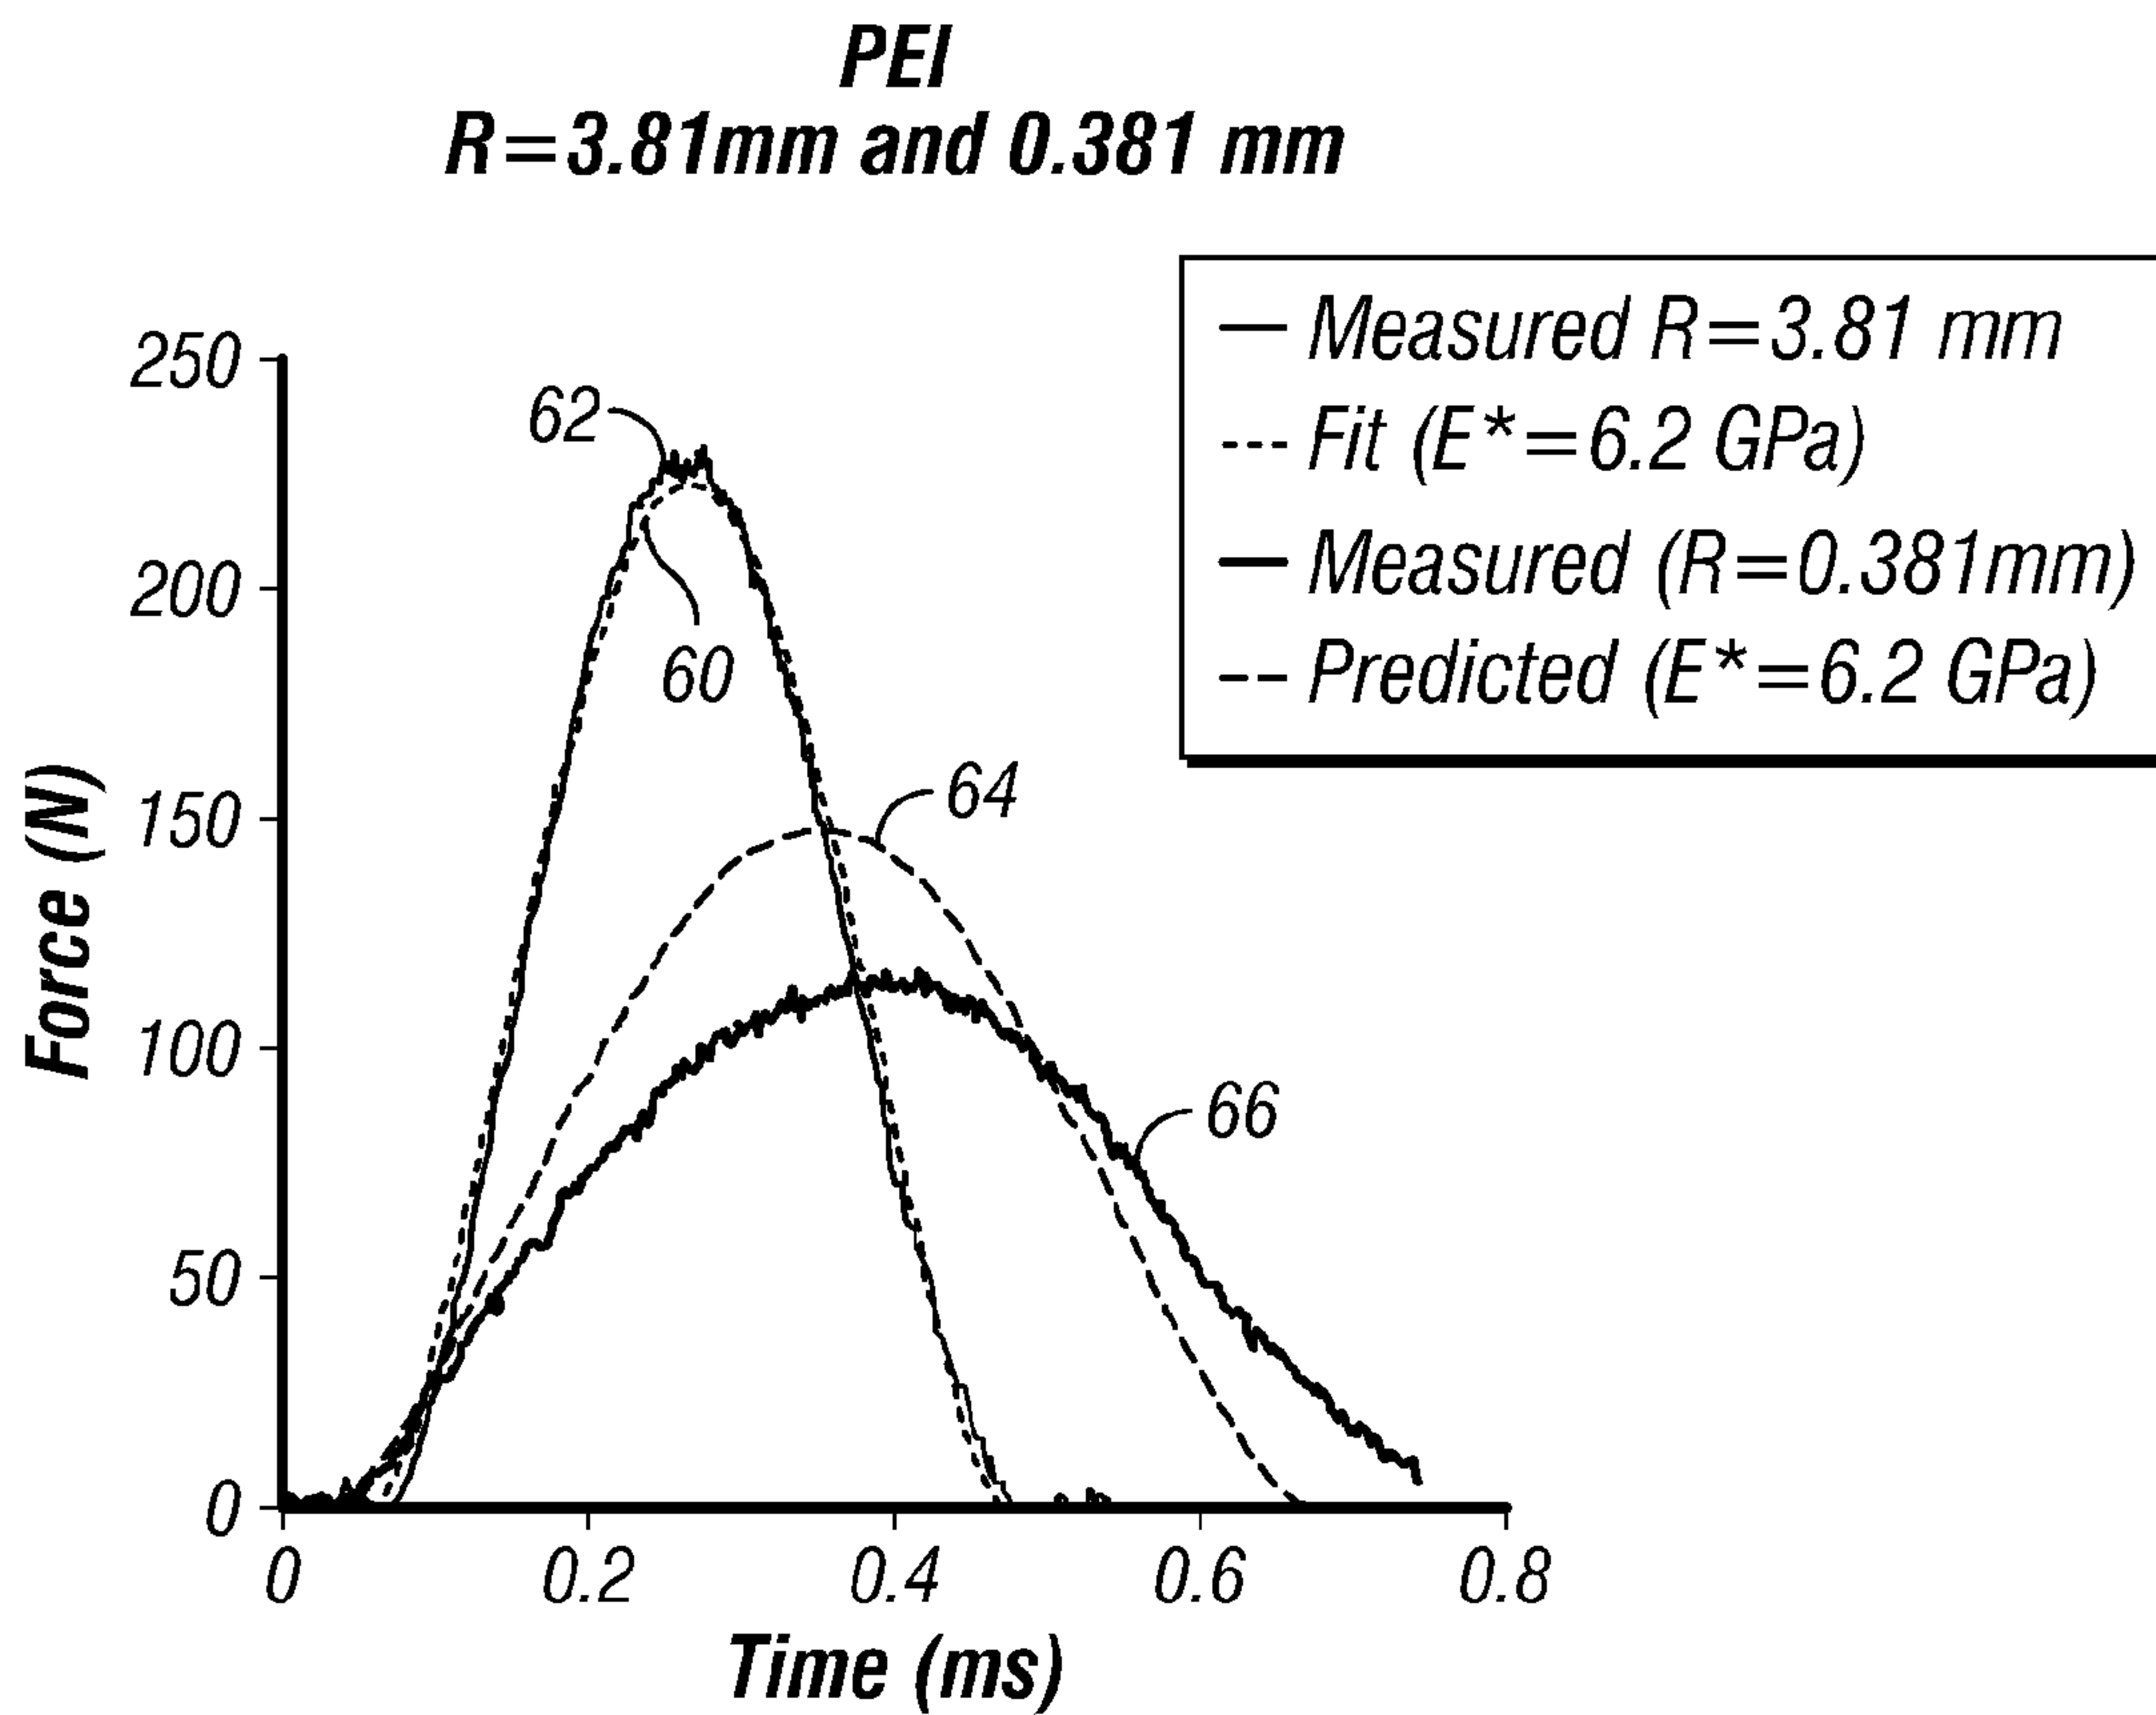 PEI
R=3.81mm and 0.381 mm
Measured R=3.81 mm
Fit (E*=6.2 GPa)
Measured (R=0.381mm)
Predicted (E*=6.2 GPa)
250
200
150
100
50
0
Force (N)
62
60
64
66
0 0.2 0.4 0.6 0.8
Time (ms)